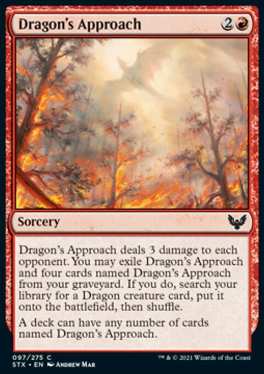 Dragon's Approach
2
Sorcery
Dragon's Approach deals 3 damage to each
opponent. You may exile Dragon's Approach
and four cards named Dragon's Approach
from your graveyard. If you do, search your
library for a Dragon creature card, put it
onto the battlefield, then shuffle.
A deck can have any number of cards
named Dragon's Approach.
097/275 C
STX • EN Andrew Mar
™ & © 2021 Wizards of the Coast